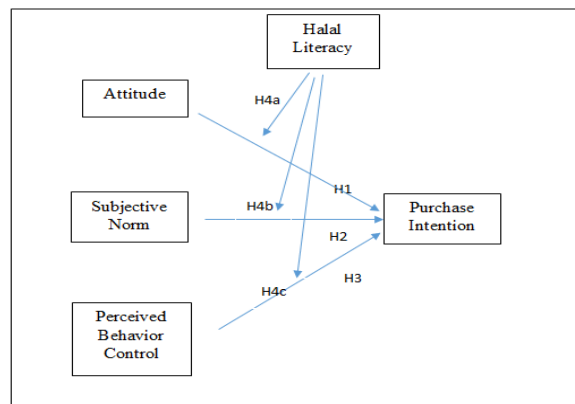 Halal
Literacy
Attitude
H4a
H1
Subjective
Norm
H4b
Purchase
Intention
H2
H3
H4c
Perceived
Behavior
Control